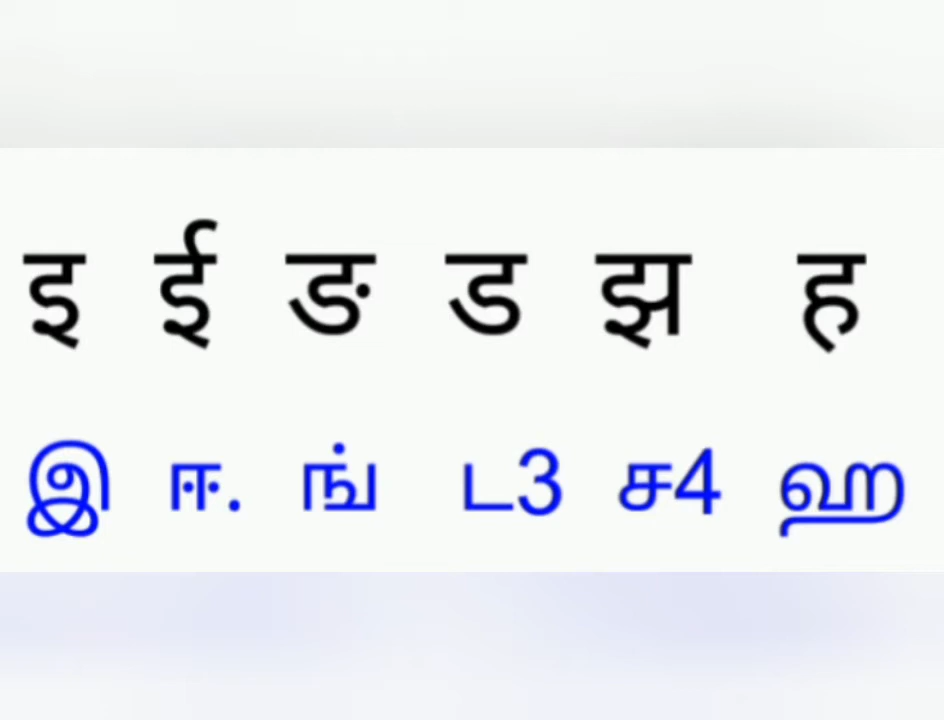 इ ई ङ ड झ ह
இ ஈ. ங் ட3 ச4 ஹ